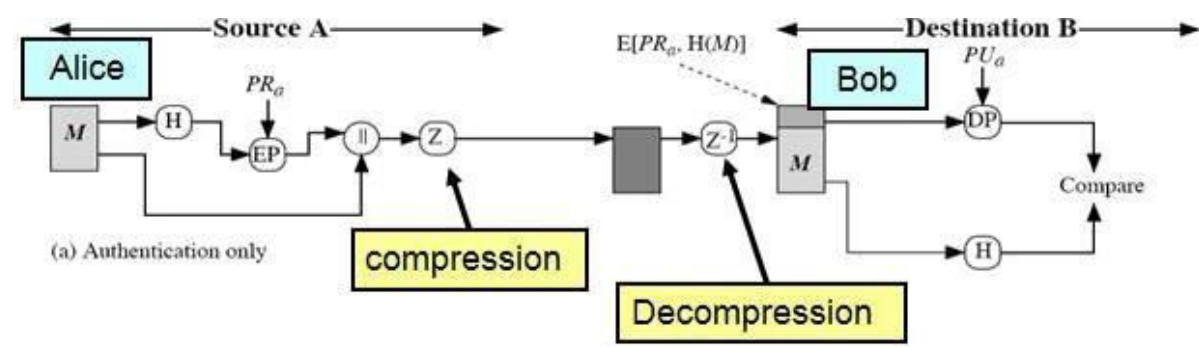 Source A
Destination B
Alice
E[PRa, H(M)]
Bob
PUa
PRa
M
H
EP
||
Z
Z-1
M
DP
Compare
(a) Authentication only
compression
H
Decompression